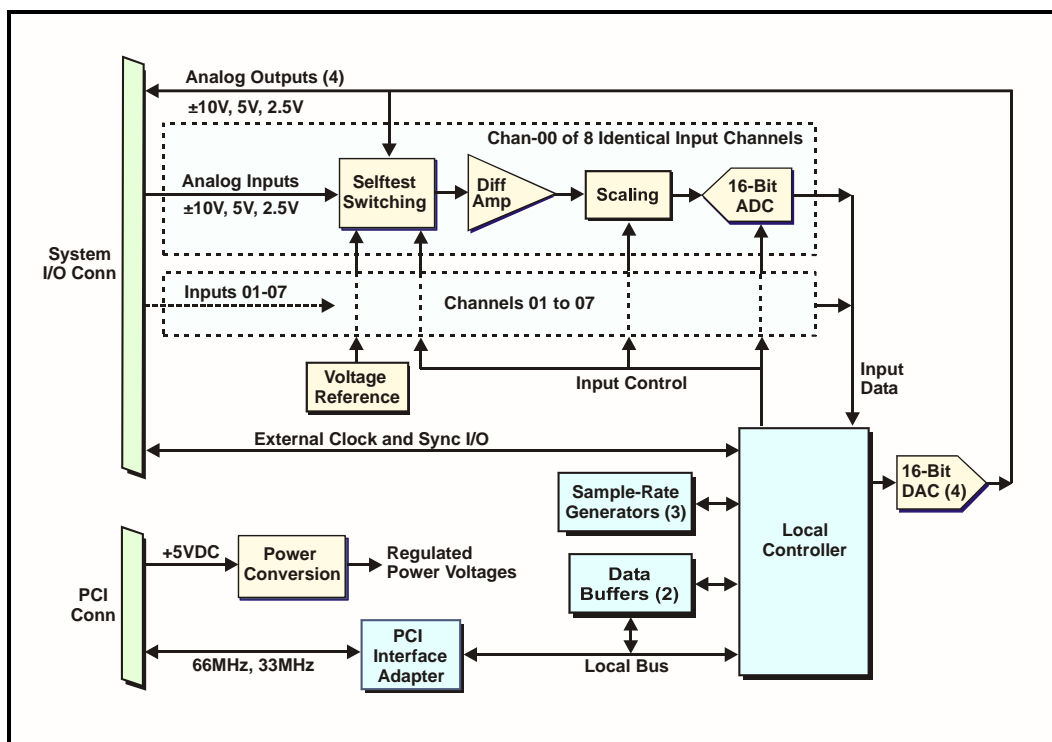 Analog Outputs (4)
±10V, 5V, 2.5V
Chan-00 of 8 Identical Input Channels
Analog Inputs
±10V, 5V, 2.5V
Selftest
Switching
Diff
Amp
Scaling
16-Bit
ADC
System
I/O Conn
Inputs 01-07
Channels 01 to 07
Voltage
Reference
Input Control
Input
Data
External Clock and Sync I/O
16-Bit
DAC (4)
Sample-Rate
Generators (3)
Local
Controller
+5VDC
Power
Conversion
Regulated
Power Voltages
Data
Buffers (2)
PCI
Conn
66MHz, 33MHz
PCI
Interface
Adapter
Local Bus